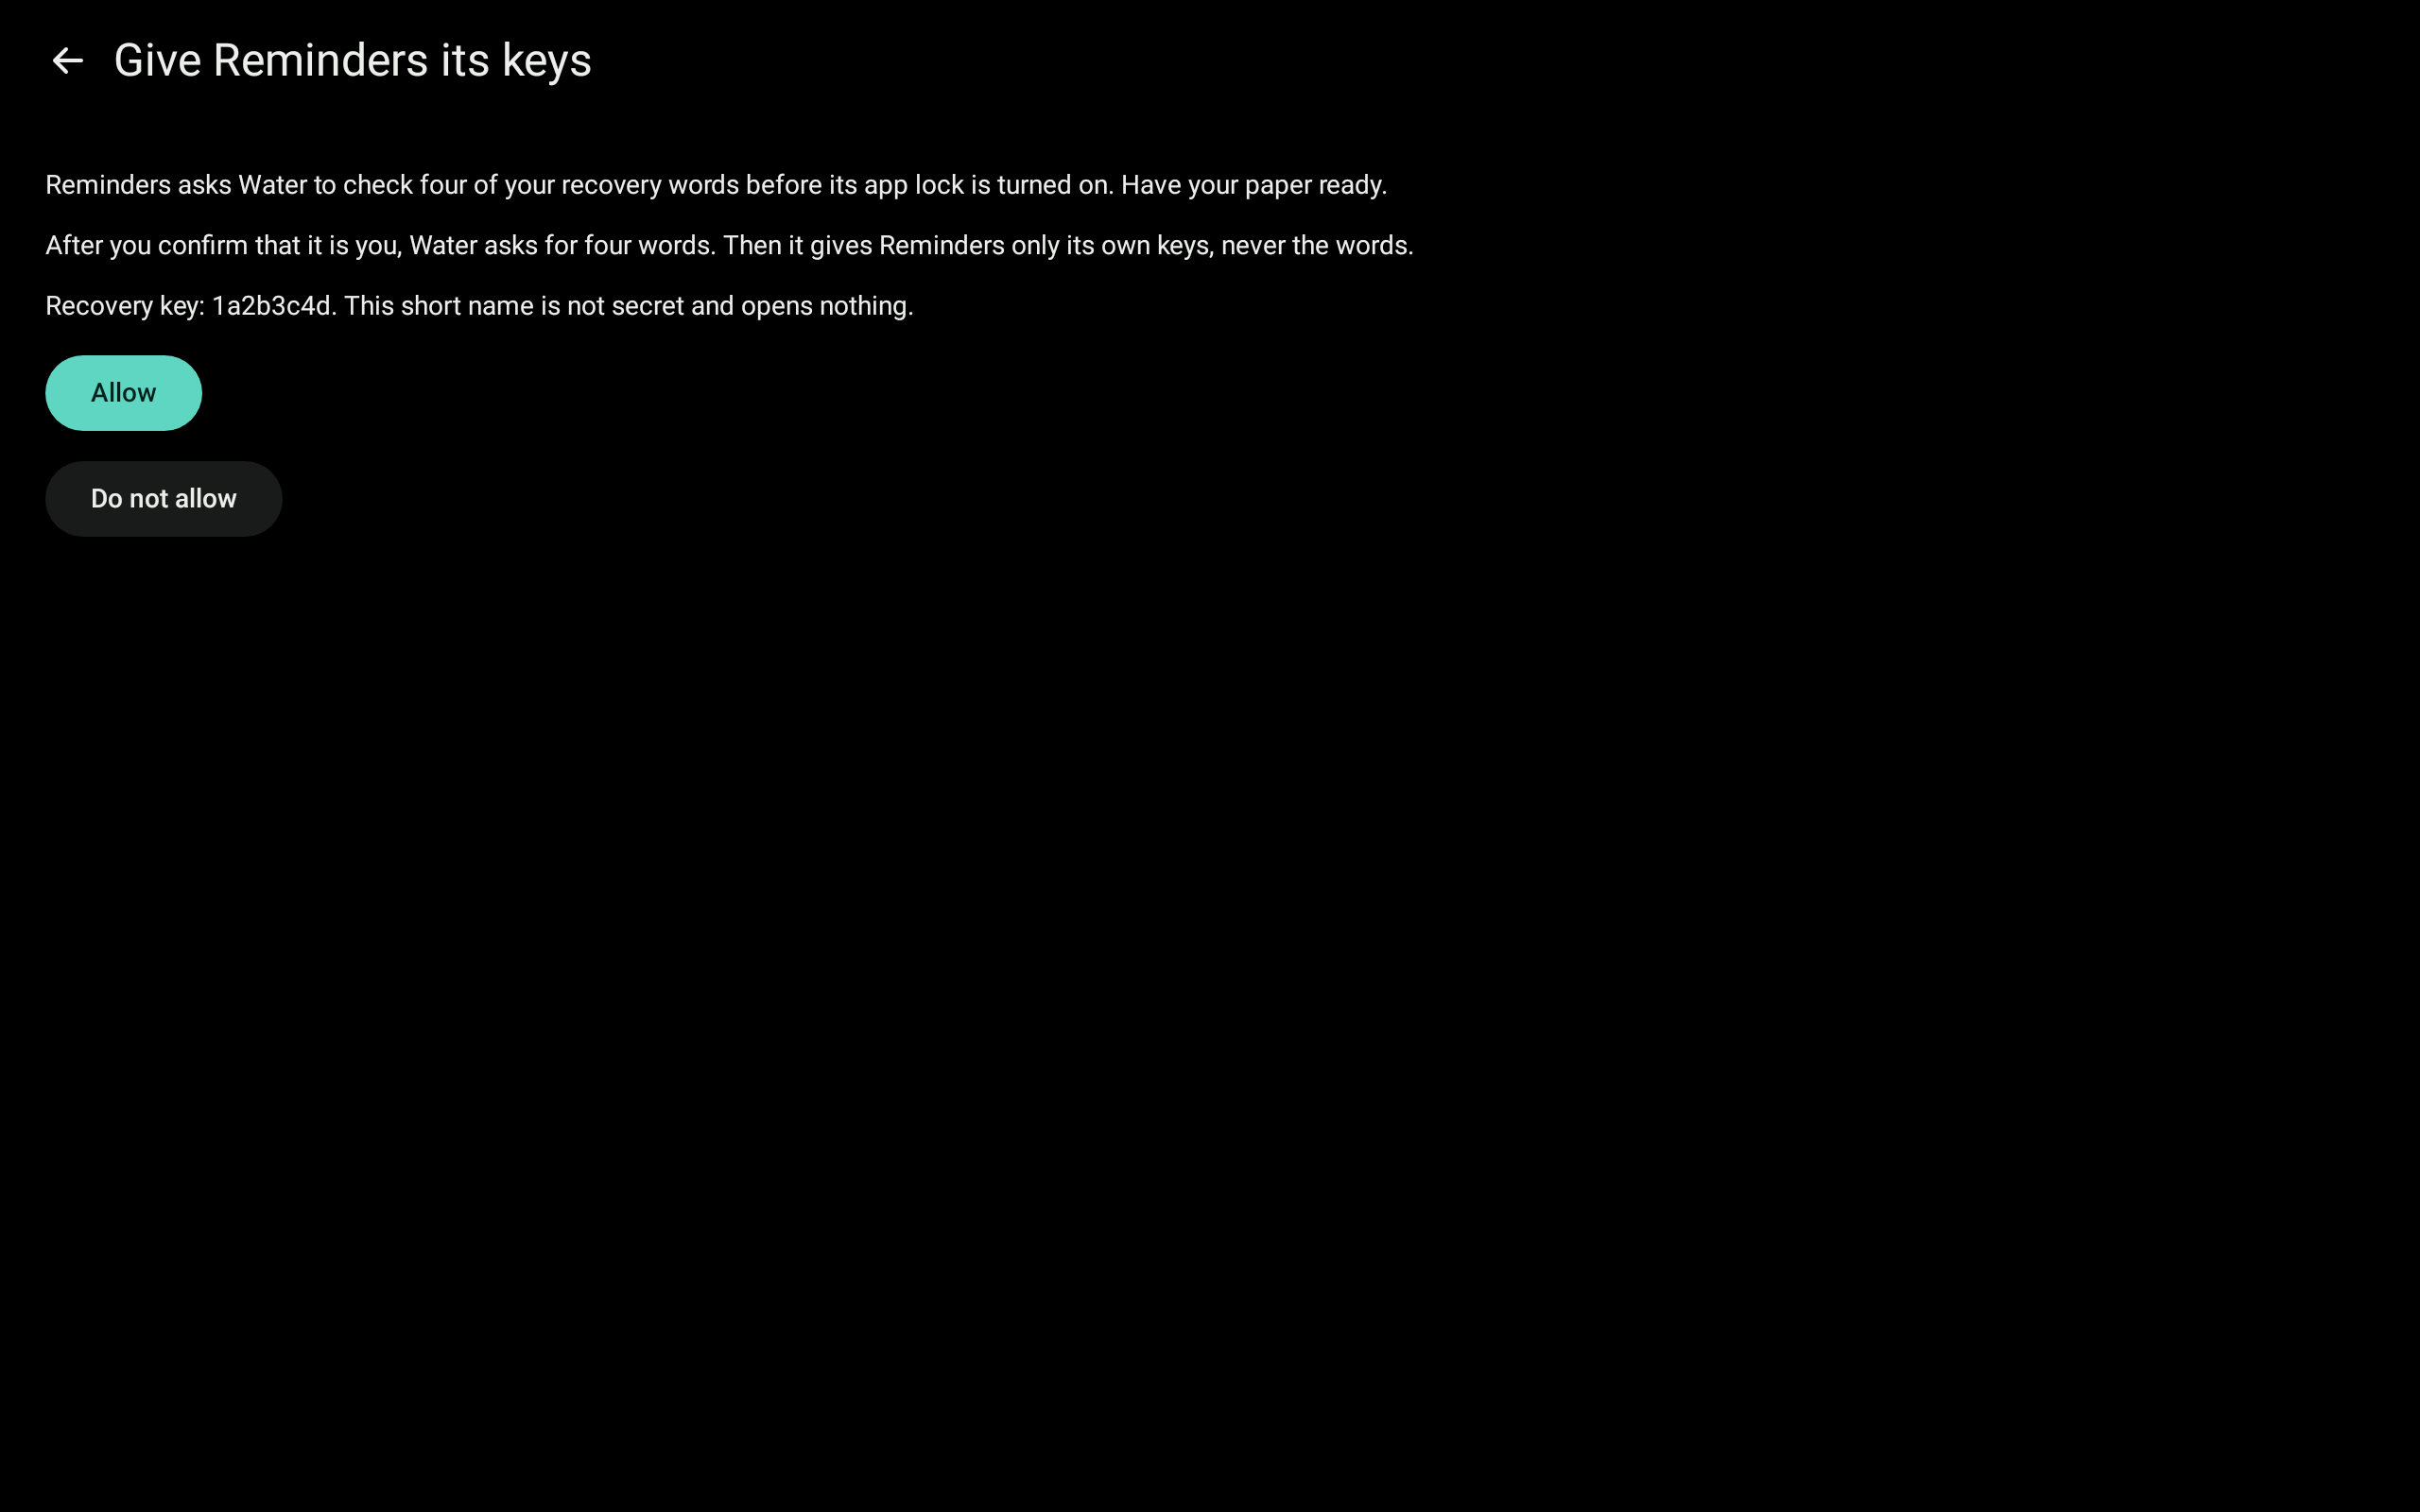 Give Reminders its keys
Reminders asks Water to check four of your recovery words before its app lock is turned on. Have your paper ready.
After you confirm that it is you, Water asks for four words. Then it gives Reminders only its own keys, never the words.
Recovery key: 1a2b3c4d. This short name is not secret and opens nothing.
Allow
Do not allow